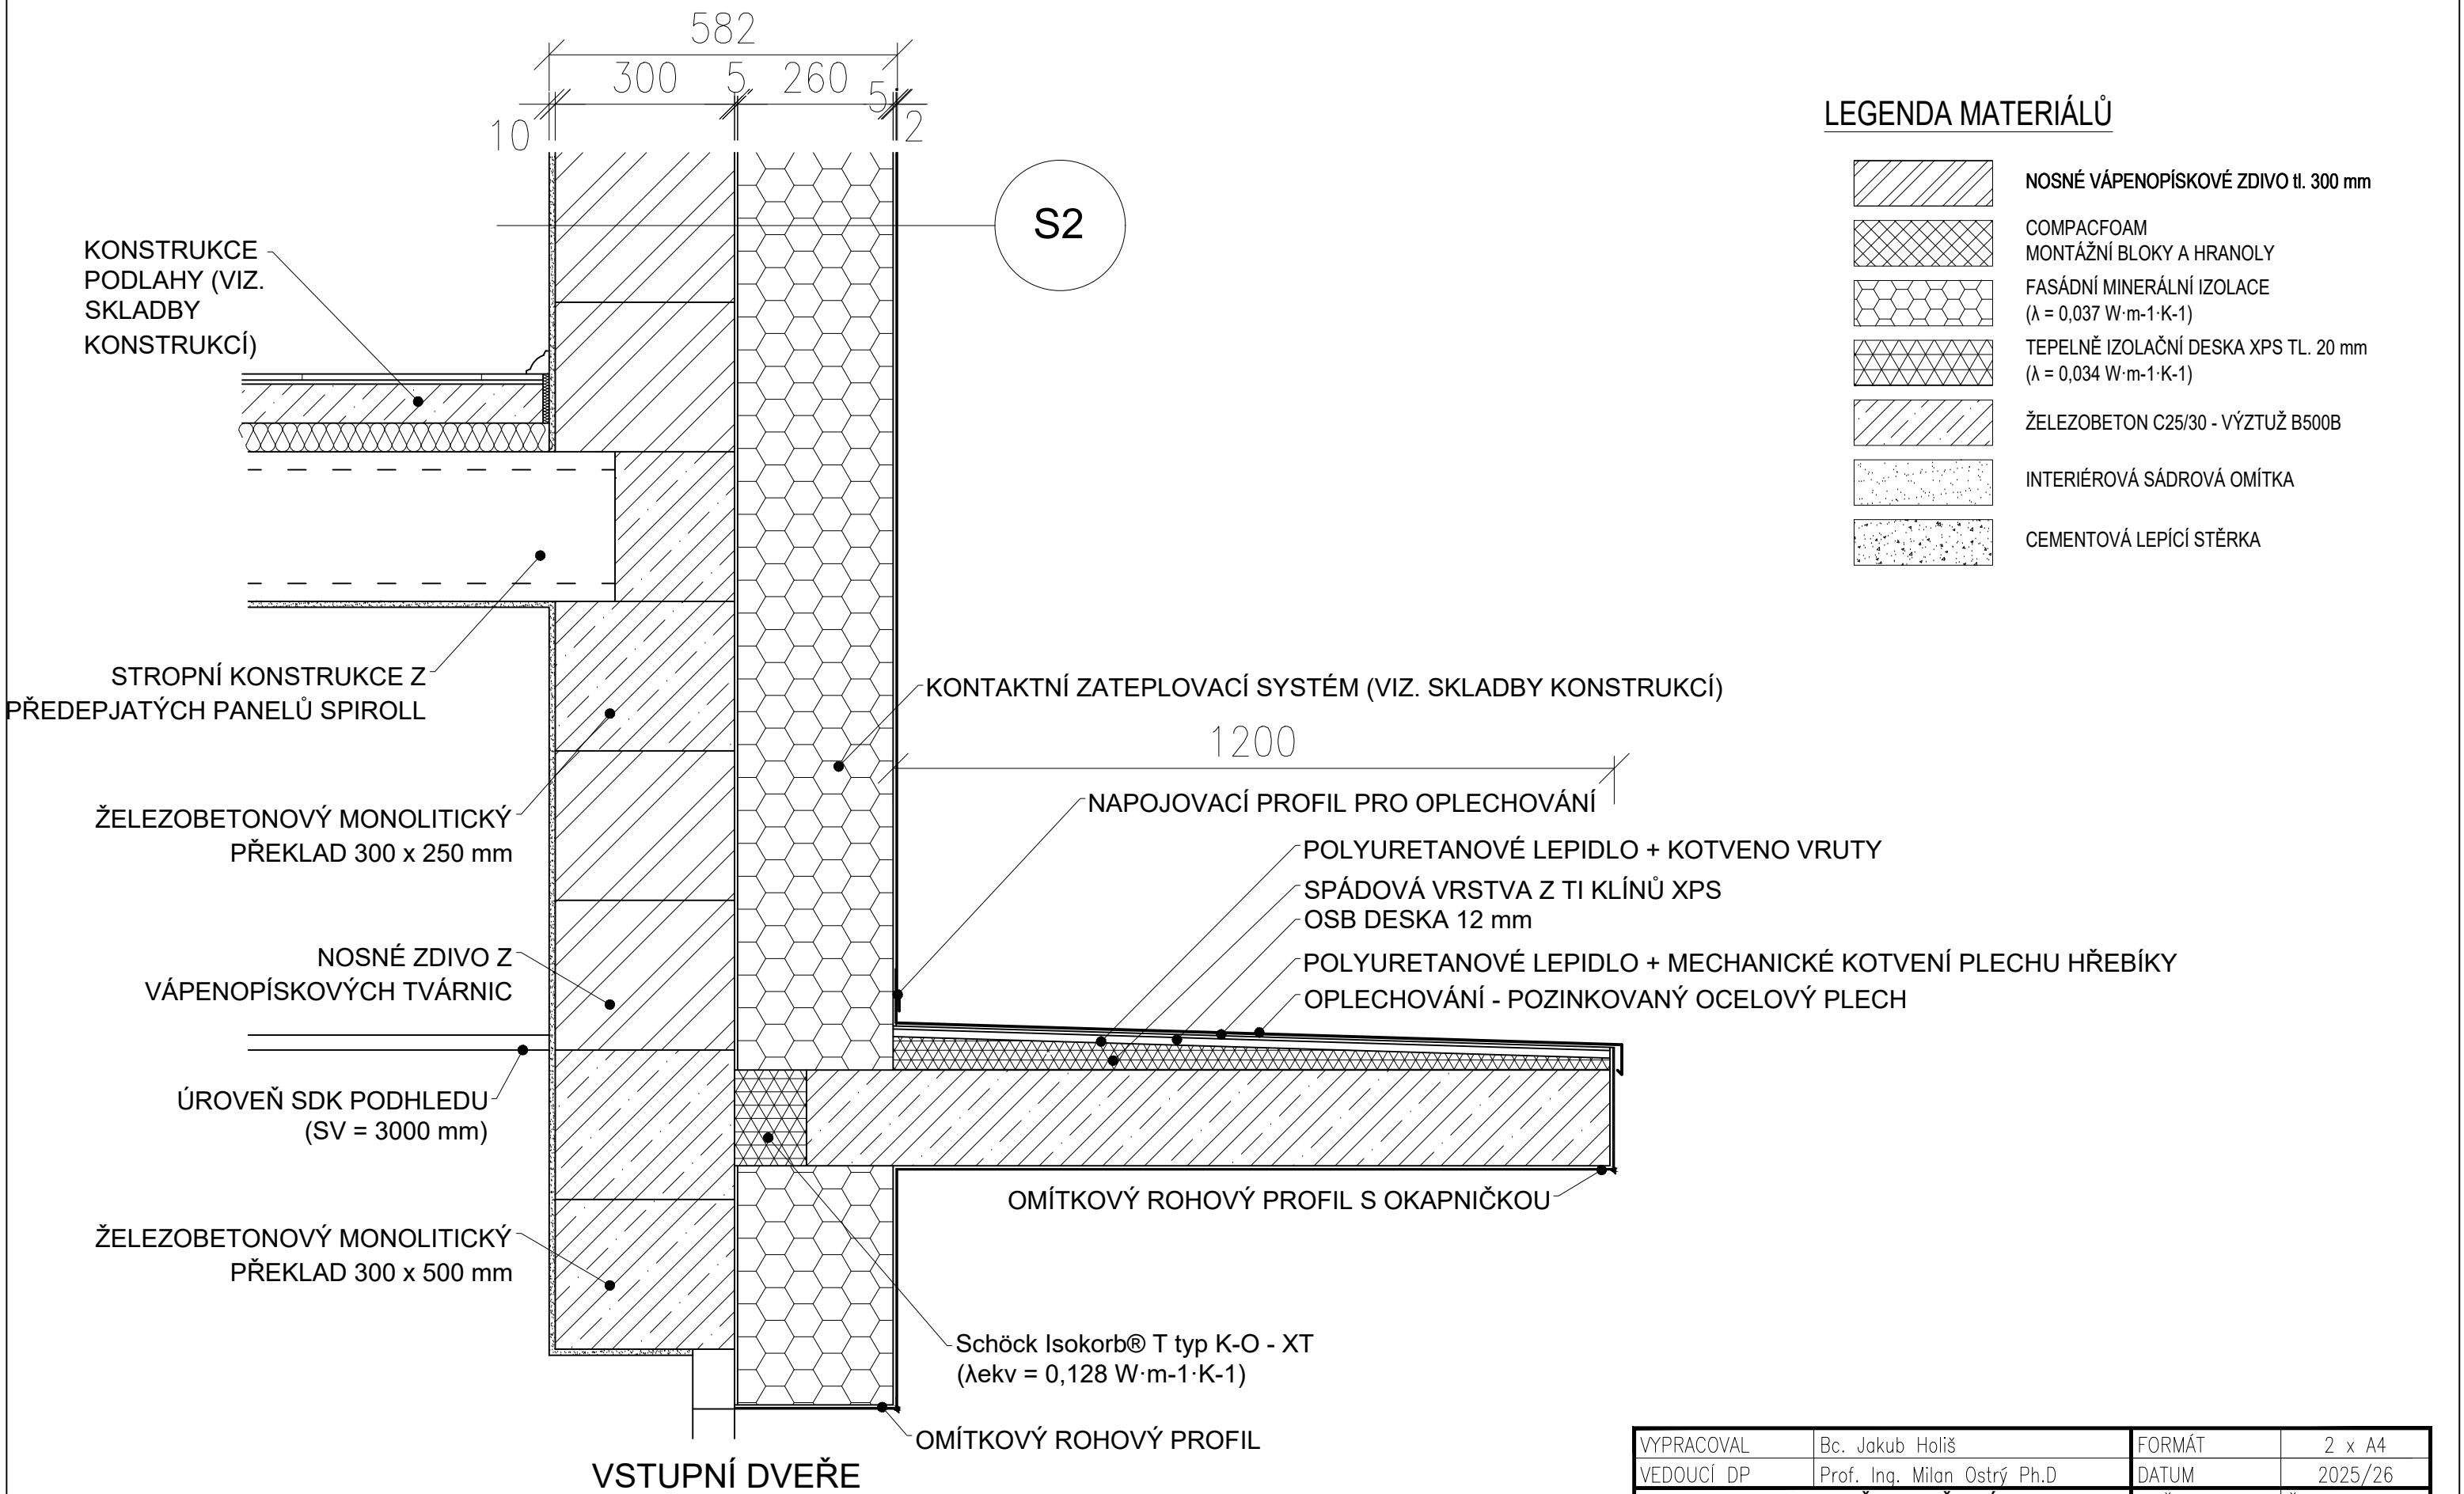 582
300
5
260
5
10
2
S2
KONSTRUKCE
PODLAHY (VIZ.
SKLADBY
KONSTRUKCÍ)
STROPNÍ KONSTRUKCE Z
PŘEDEPJATÝCH PANELŮ SPIROLL
KONTAKTNÍ ZATEPLOVACÍ SYSTÉM (VIZ. SKLADBY KONSTRUKCÍ)
1200
NAPOJOVACÍ PROFIL PRO OPLECHOVÁNÍ
ŽELEZOBETONOVÝ MONOLITICKÝ
PŘEKLAD 300 x 250 mm
POLYURETANOVÉ LEPIDLO + KOTVENO VRUTY
SPÁDOVÁ VRSTVA Z TI KLÍNŮ XPS
OSB DESKA 12 mm
POLYURETANOVÉ LEPIDLO + MECHANICKÉ KOTVENÍ PLECHU HŘEBÍKY
OPLECHOVÁNÍ - POZINKOVANÝ OCELOVÝ PLECH
NOSNÉ ZDIVO Z
VÁPENOPÍSKOVÝCH TVÁRNIC
ÚROVEŇ SDK PODHLEDU
(SV = 3000 mm)
OMÍTKOVÝ ROHOVÝ PROFIL S OKAPNIČKOU
ŽELEZOBETONOVÝ MONOLITICKÝ
PŘEKLAD 300 x 500 mm
Schöck Isokorb® T typ K-O - XT
(λekv = 0,128 W·m-1·K-1)
OMÍTKOVÝ ROHOVÝ PROFIL
VSTUPNÍ DVEŘE
LEGENDA MATERIÁLŮ
NOSNÉ VÁPENOPÍSKOVÉ ZDIVO tl. 300 mm
COMPACFOAM
MONTÁŽNÍ BLOKY A HRANOLY
FASÁDNÍ MINERÁLNÍ IZOLACE
(λ = 0,037 W·m-1·K-1)
TEPELNĚ IZOLAČNÍ DESKA XPS TL. 20 mm
(λ = 0,034 W·m-1·K-1)
ŽELEZOBETON C25/30 - VÝZTUŽ B500B
INTERIÉROVÁ SÁDROVÁ OMÍTKA
CEMENTOVÁ LEPÍCÍ STĚRKA
VYPRACOVAL Bc. Jakub Holiš FORMÁT 2 x A4
VEDOUCÍ DP Prof. Ing. Milan Ostrý Ph.D DATUM 2025/26